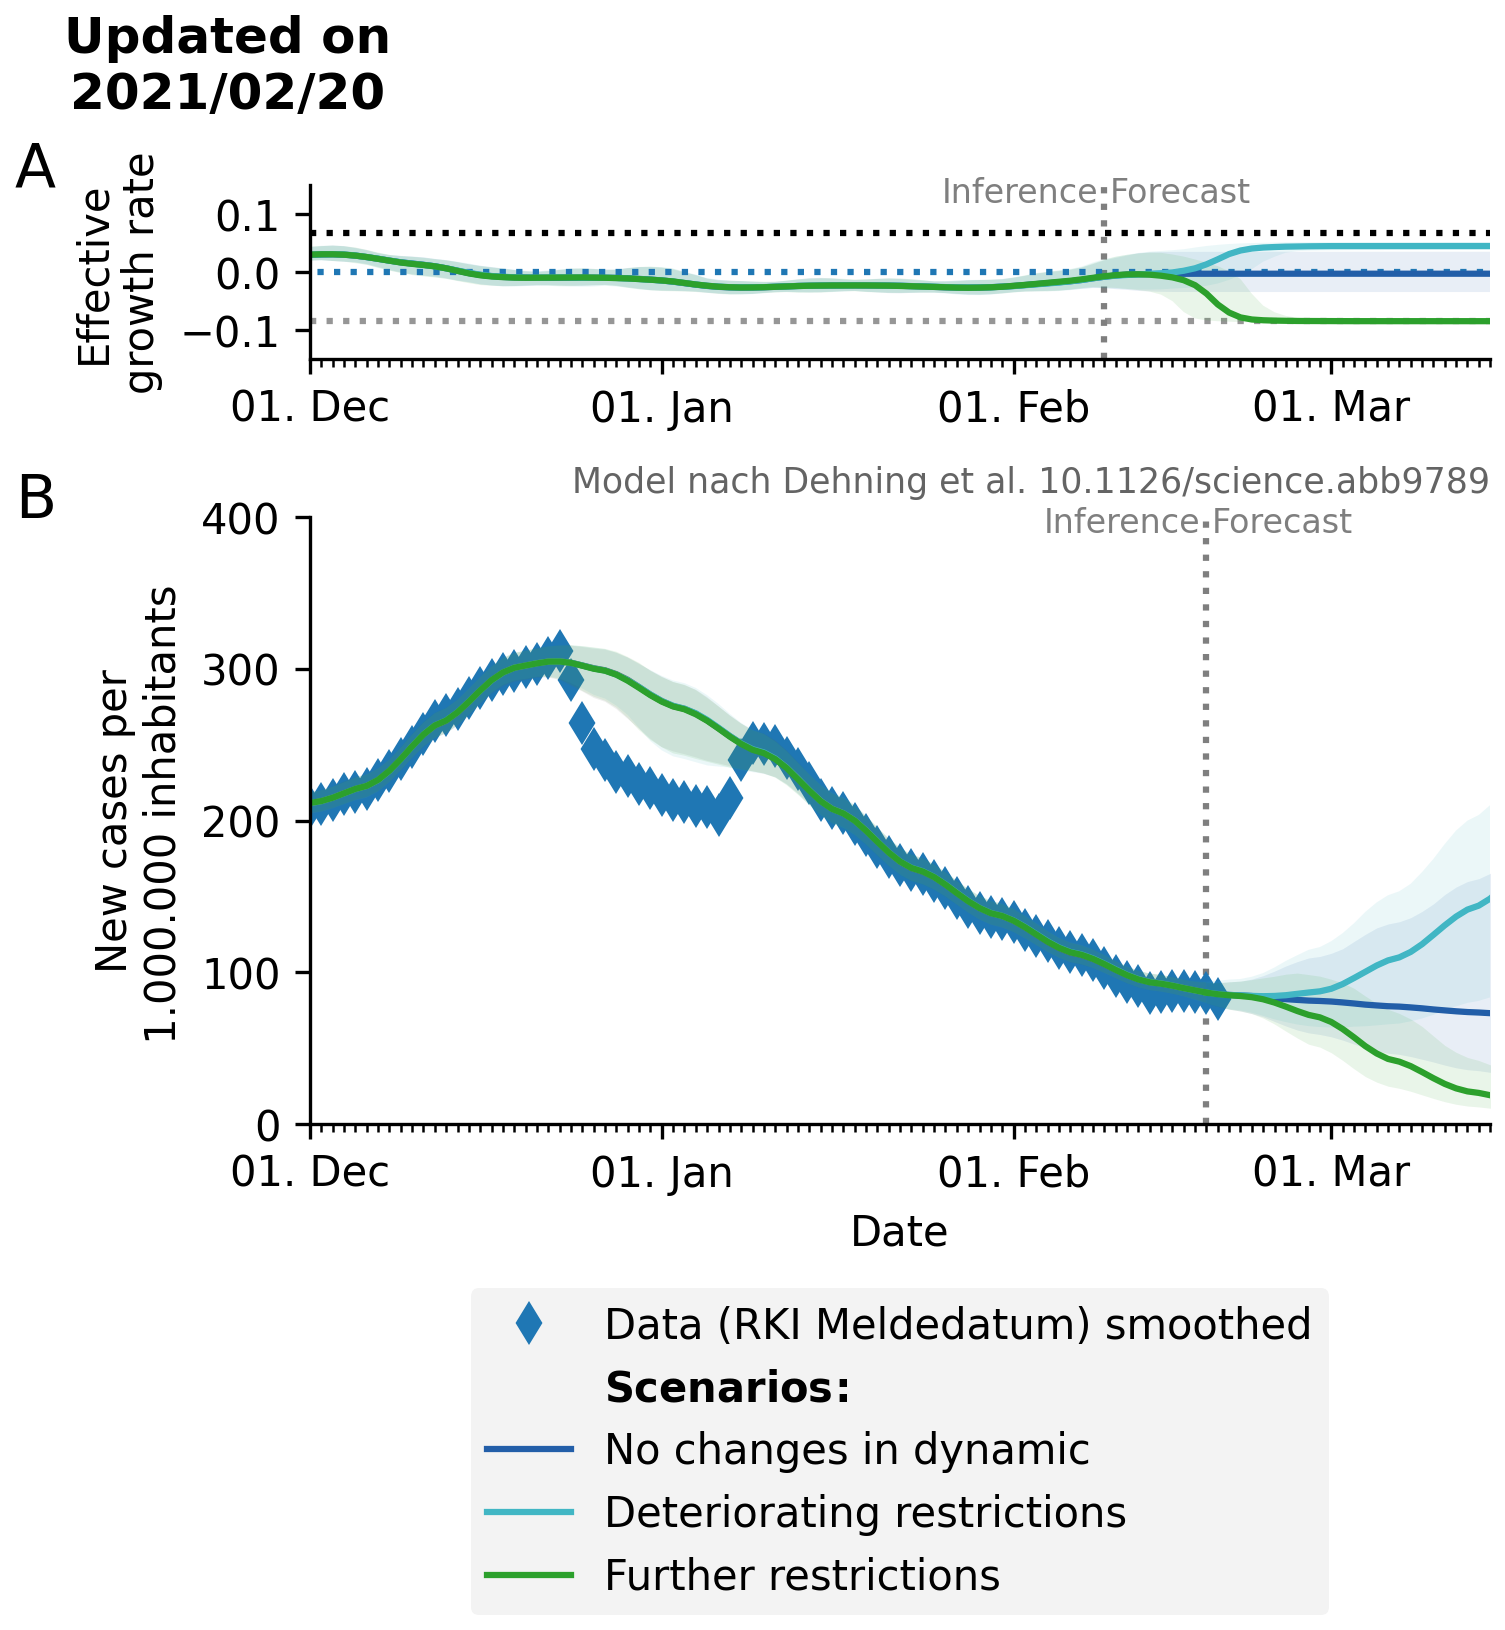 Updated on
2021/02/20
A
Effective
growth rate
Inference Forecast
0.1
0.0
−0.1
01. Dec 01. Jan 01. Feb 01. Mar
B
Model nach Dehning et al. 10.1126/science.abb9789
Inference Forecast
New cases per
1.000.000 inhabitants
400
300
200
100
0
01. Dec 01. Jan 01. Feb 01. Mar
Date
Data (RKI Meldedatum) smoothed
Scenarios:
No changes in dynamic
Deteriorating restrictions
Further restrictions